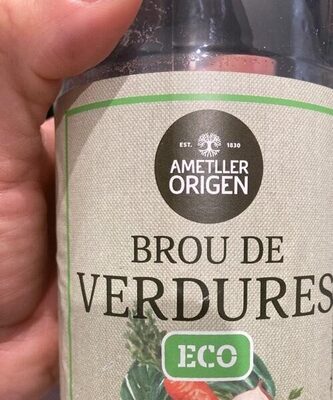 EST. 1830
AMETLLER
ORIGEN
BROU DE
VERDURES
ECO